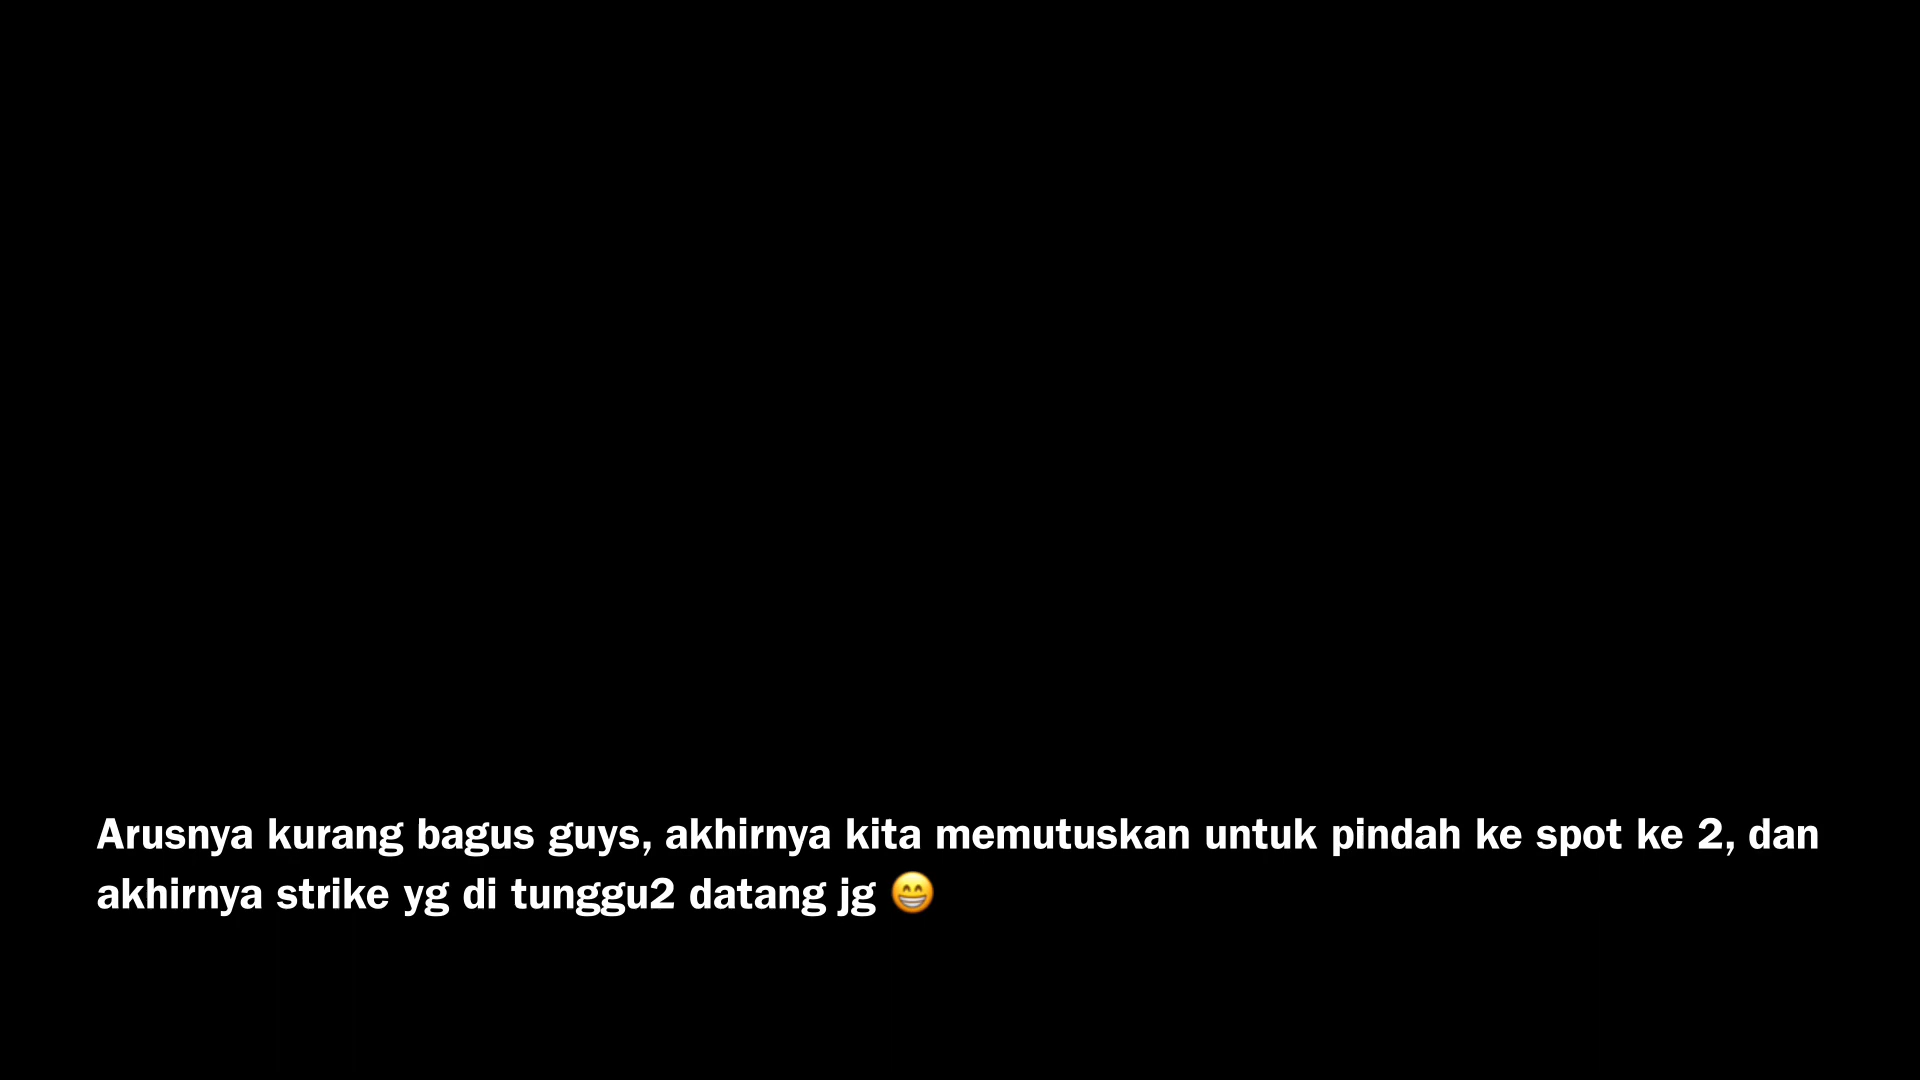 Arusnya kurang bagus guys, akhirnya kita memutuskan untuk pindah ke spot ke 2, dan
akhirnya strike yg di tunggu2 datang jg 😁